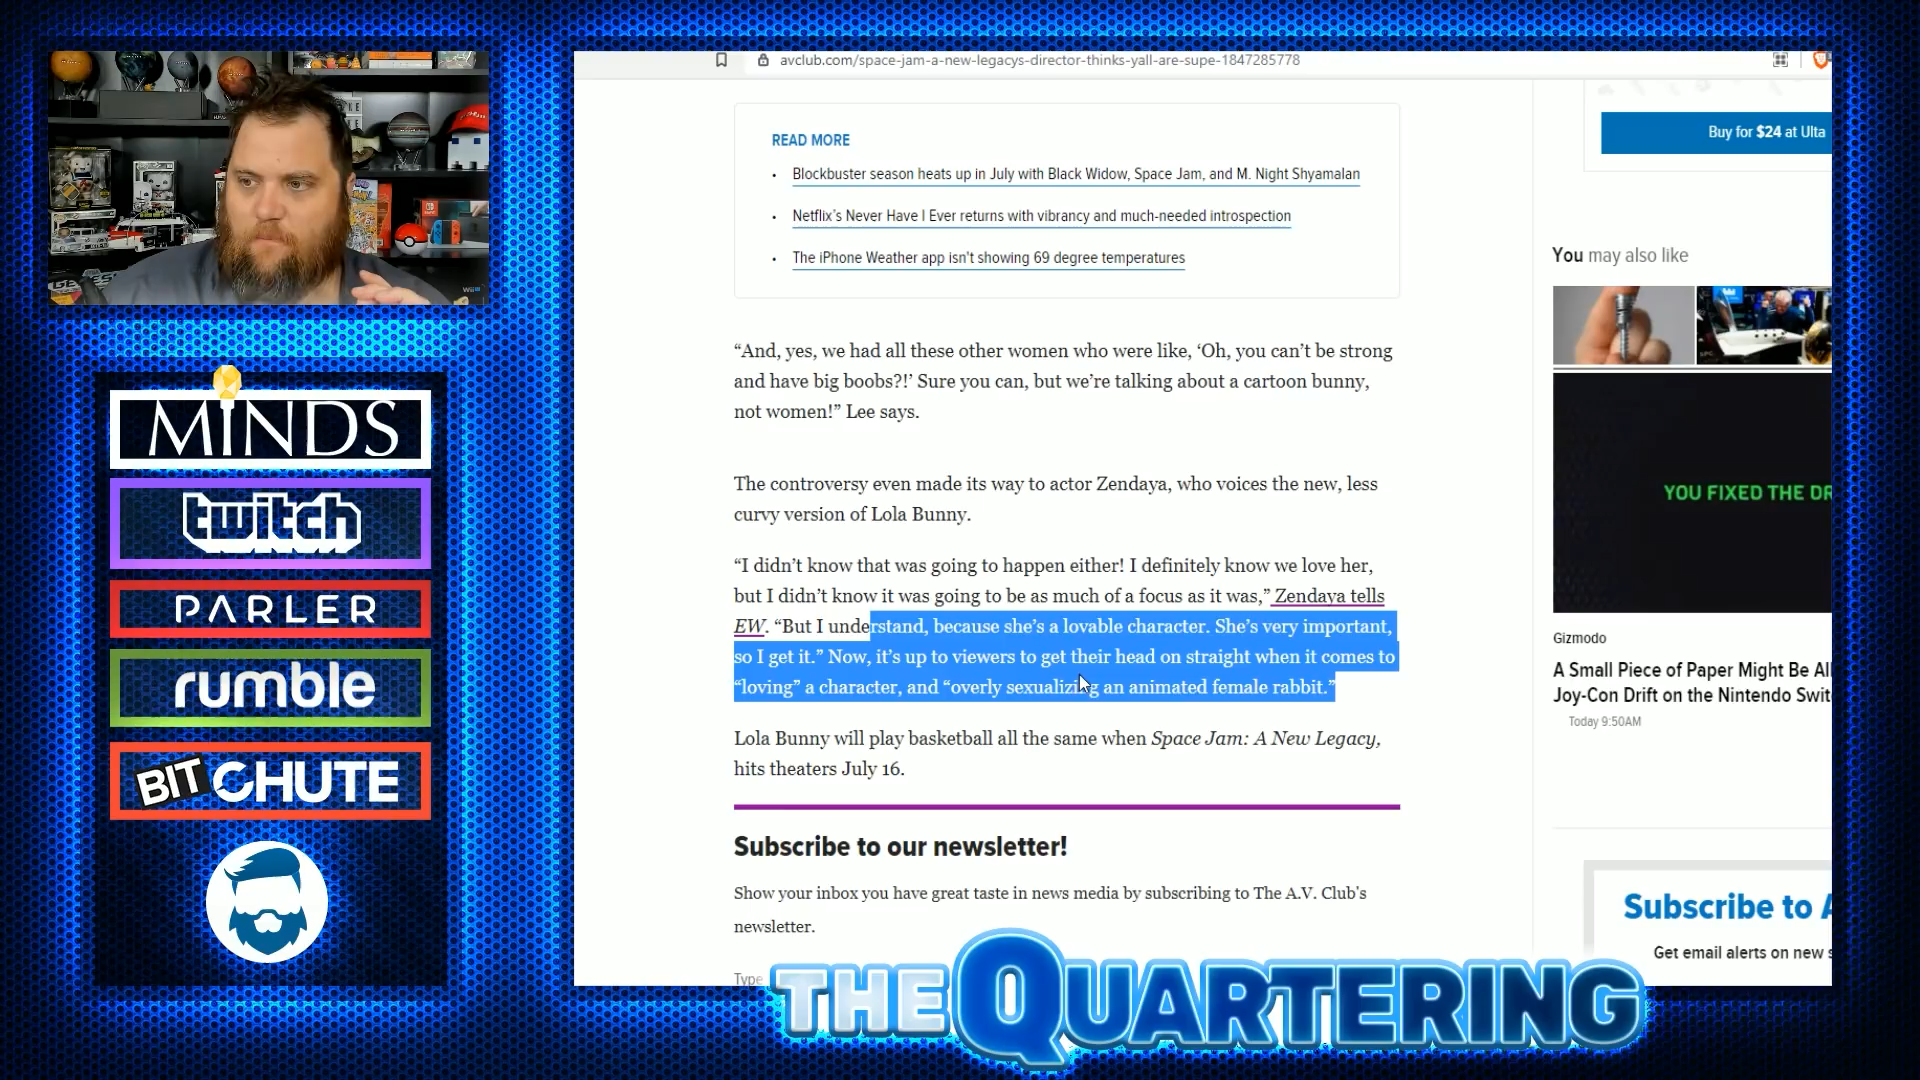 avclub.com/space-jam-a-new-legacys-director-thinks-yall-are-supe-1847285778
READ MORE
• Blockbuster season heats up in July with Black Widow, Space Jam, and M. Night Shyamalan
• Netflix's Never Have I Ever returns with vibrancy and much-needed introspection
• The iPhone Weather app isn't showing 69 degree temperatures
“And, yes, we had all these other women who were like, ‘Oh, you can’t be strong
and have big boobs?!’ Sure you can, but we’re talking about a cartoon bunny,
not women!” Lee says.
The controversy even made its way to actor Zendaya, who voices the new, less
curvy version of Lola Bunny.
“I didn’t know that was going to happen either! I definitely know we love her,
but I didn’t know it was going to be as much of a focus as it was,” Zendaya tells
EW. “But I understand, because she’s a lovable character. She’s very important,
so I get it.” Now, it’s up to viewers to get their head on straight when it comes to
“loving” a character, and “overly sexualizing an animated female rabbit.”
Lola Bunny will play basketball all the same when Space Jam: A New Legacy,
hits theaters July 16.
Subscribe to our newsletter!
Show your inbox you have great taste in news media by subscribing to The A.V. Club's
newsletter.
Type
Buy for $24 at Ulta
You may also like
YOU FIXED THE DR
Gizmodo
A Small Piece of Paper Might Be All
Joy-Con Drift on the Nintendo Swit
Today 9:50AM
Subscribe to A
Get email alerts on new s
MINDS
twitch
PARLER
rumble
BITCHUTE
THE QUARTERING